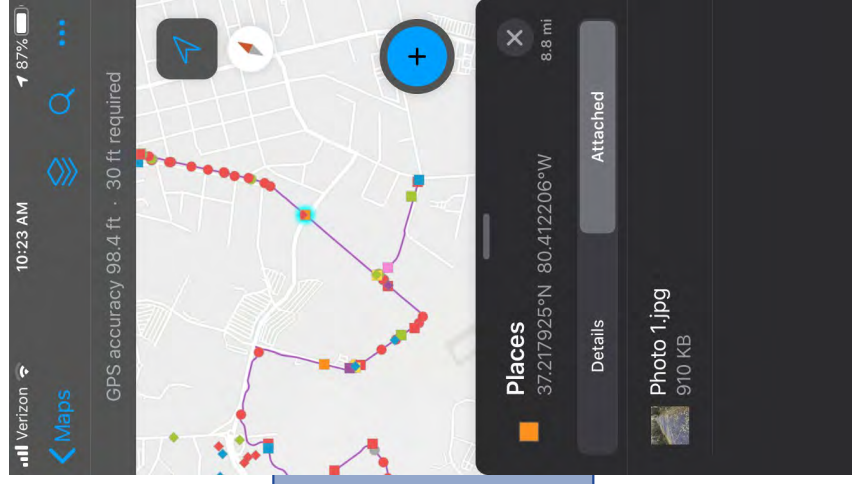 Verizon 10:23 AM 87%
Maps
GPS accuracy 98.4 ft · 30 ft required
+
Places
37.217925°N 80.412206°W 8.8 mi
Details Attached
Photo 1.jpg
910 KB